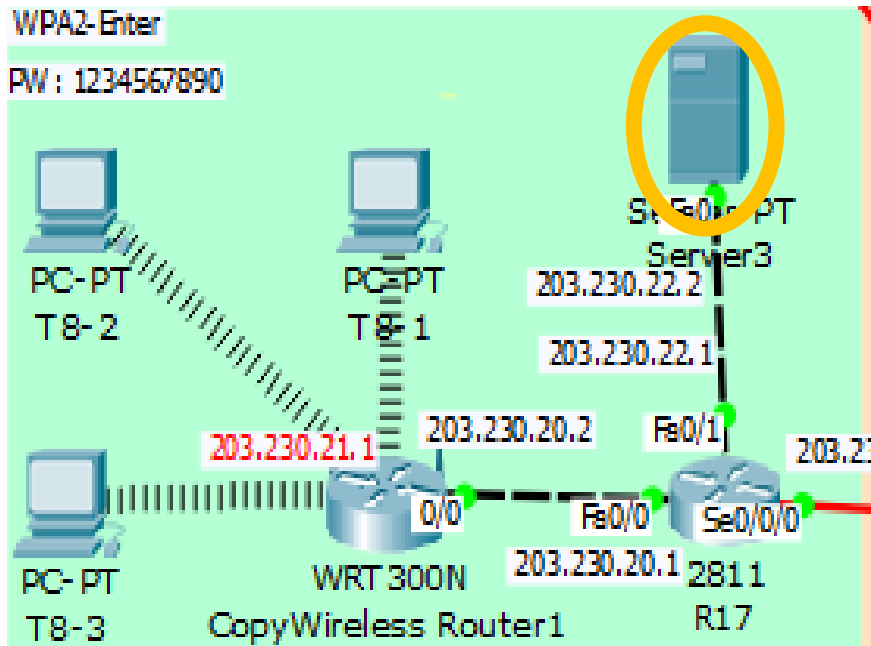 WPA2-Enter
PW : 1234567890
PC-PT
T8-2
PC-PT
T8-1
Server3
203.230.22.2
203.230.22.1
203.230.21.1
203.230.20.2
Fa0/1
0/0
Fa0/0
Se0/0/0
203.230.20.1
PC-PT
T8-3
WRT300N
CopyWireless Router1
2811
R17